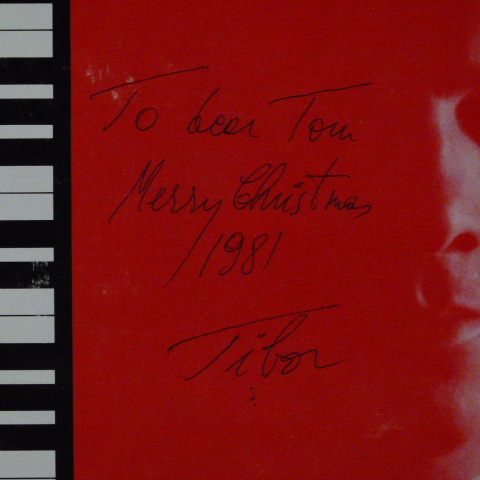 To dear Tom
Merry Christmas
1981
Tibor